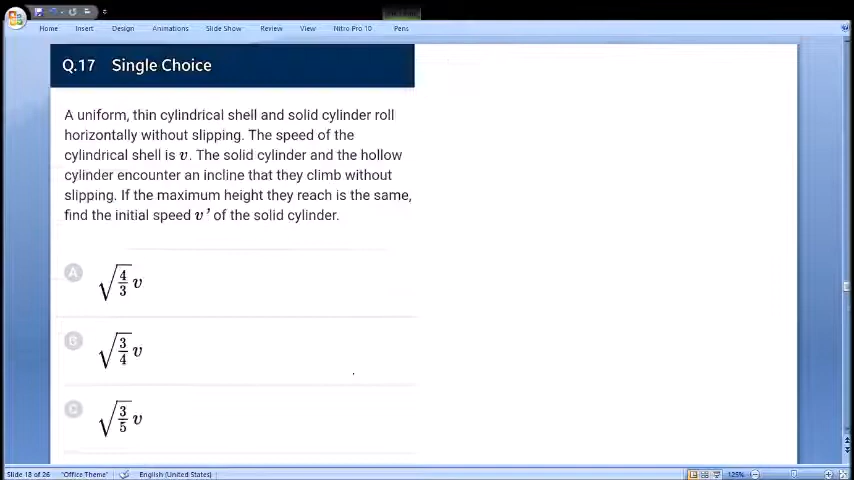 Home Insert Design Animations Slide Show Review View Nitro Pro 10 Pens
Q.17 Single Choice
A uniform, thin cylindrical shell and solid cylinder roll
horizontally without slipping. The speed of the
cylindrical shell is v. The solid cylinder and the hollow
cylinder encounter an incline that they climb without
slipping. If the maximum height they reach is the same,
find the initial speed v' of the solid cylinder.
A √(4/3) v
B √(3/4) v
C √(3/5) v
Slide 18 of 26 "Office Theme" English (United States) 125%